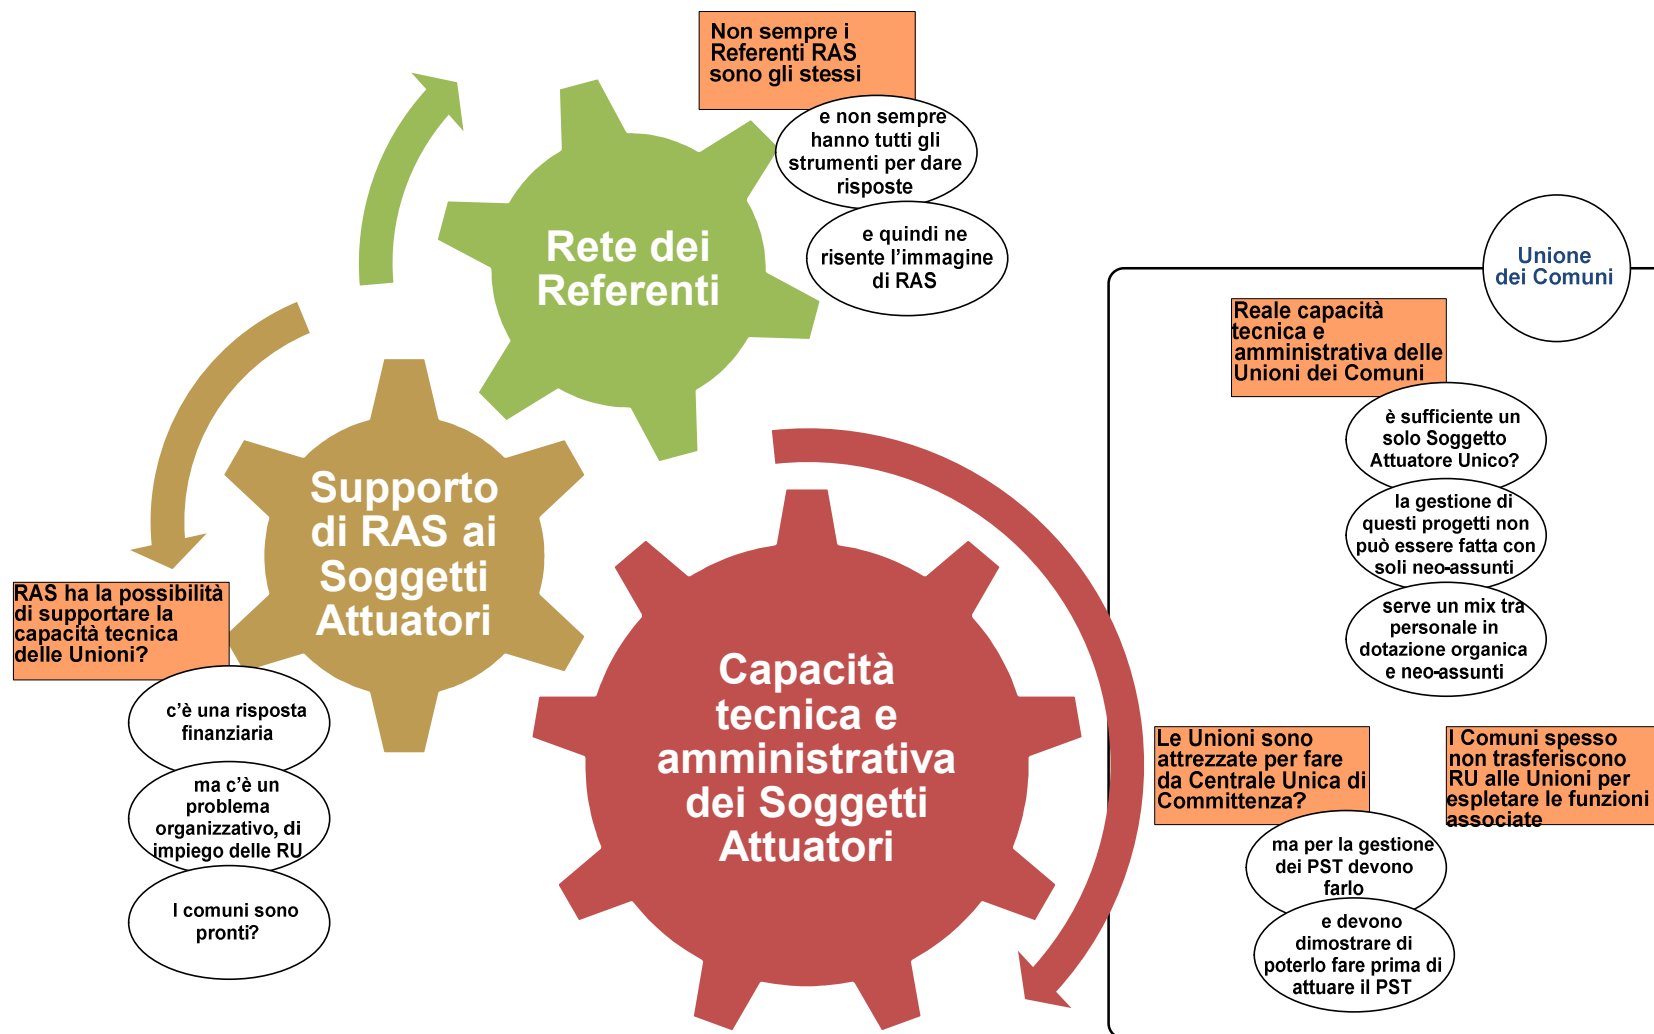 Non sempre i
Referenti RAS
sono gli stessi
e non sempre
hanno tutti gli
strumenti per dare
risposte
e quindi ne
risente l'immagine
di RAS
Rete dei
Referenti
Supporto
di RAS ai
Soggetti
Attuatori
RAS ha la possibilità
di supportare la
capacità tecnica
delle Unioni?
c'è una risposta
finanziaria
ma c'è un
problema
organizzativo, di
impiego delle RU
I comuni sono
pronti?
Capacità
tecnica e
amministrativa
dei Soggetti
Attuatori
Unione
dei Comuni
Reale capacità
tecnica e
amministrativa delle
Unioni dei Comuni
è sufficiente un
solo Soggetto
Attuatore Unico?
la gestione di
questi progetti non
può essere fatta con
soli neo-assunti
serve un mix tra
personale in
dotazione organica
e neo-assunti
Le Unioni sono
attrezzate per fare
da Centrale Unica di
Committenza?
ma per la gestione
dei PST devono
farlo
e devono
dimostrare di
poterlo fare prima di
attuare il PST
I Comuni spesso
non trasferiscono
RU alle Unioni per
espletare le funzioni
associate